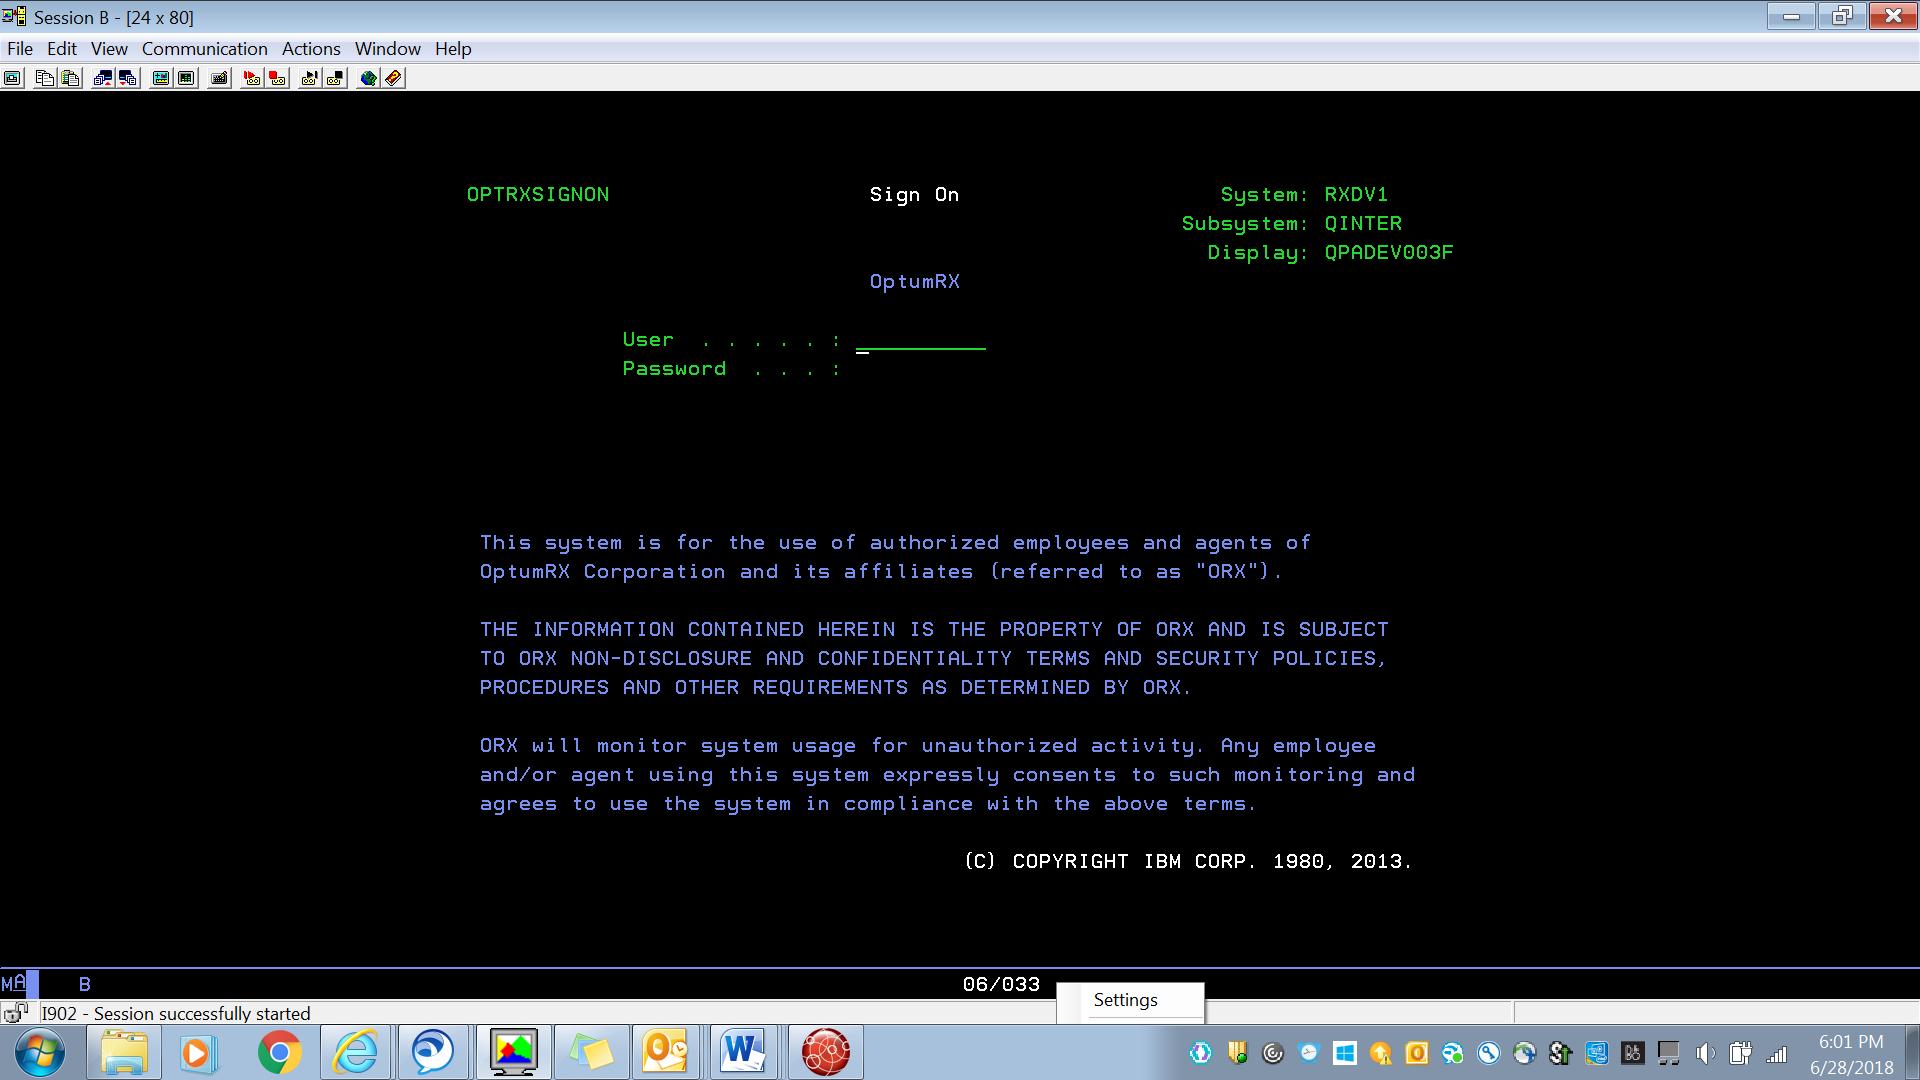 Session B - [24 x 80]
File Edit View Communication Actions Window Help
OPTRXSIGNON Sign On System: RXDV1
Subsystem: QINTER
Display: QPADEV003F
OptumRX
User . . . . . :
Password . . . :
This system is for the use of authorized employees and agents of
OptumRX Corporation and its affiliates (referred to as "ORX").
THE INFORMATION CONTAINED HEREIN IS THE PROPERTY OF ORX AND IS SUBJECT
TO ORX NON-DISCLOSURE AND CONFIDENTIALITY TERMS AND SECURITY POLICIES,
PROCEDURES AND OTHER REQUIREMENTS AS DETERMINED BY ORX.
ORX will monitor system usage for unauthorized activity. Any employee
and/or agent using this system expressly consents to such monitoring and
agrees to use the system in compliance with the above terms.
(C) COPYRIGHT IBM CORP. 1980, 2013.
MA B 06/033
Settings
I902 - Session successfully started
6:01 PM
6/28/2018